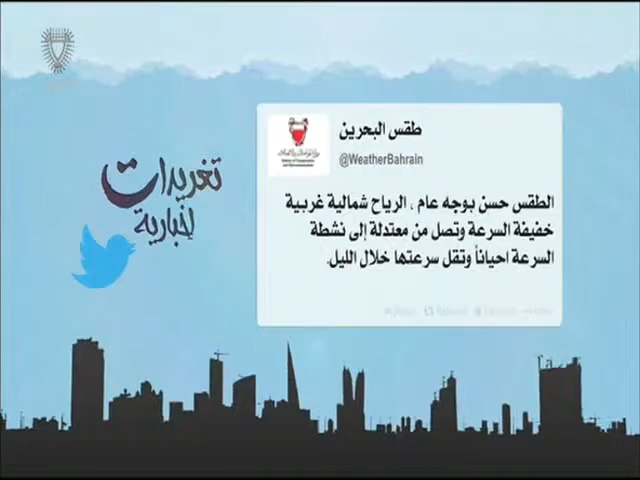 طقس البحرين
@WeatherBahrain
تغريدات
إخبارية
الطقس حسن بوجه عام ، الرياح شمالية غربية
خفيفة السرعة وتصل من معتدلة إلى نشطة
السرعة احياناً وتقل سرعتها خلال الليل.